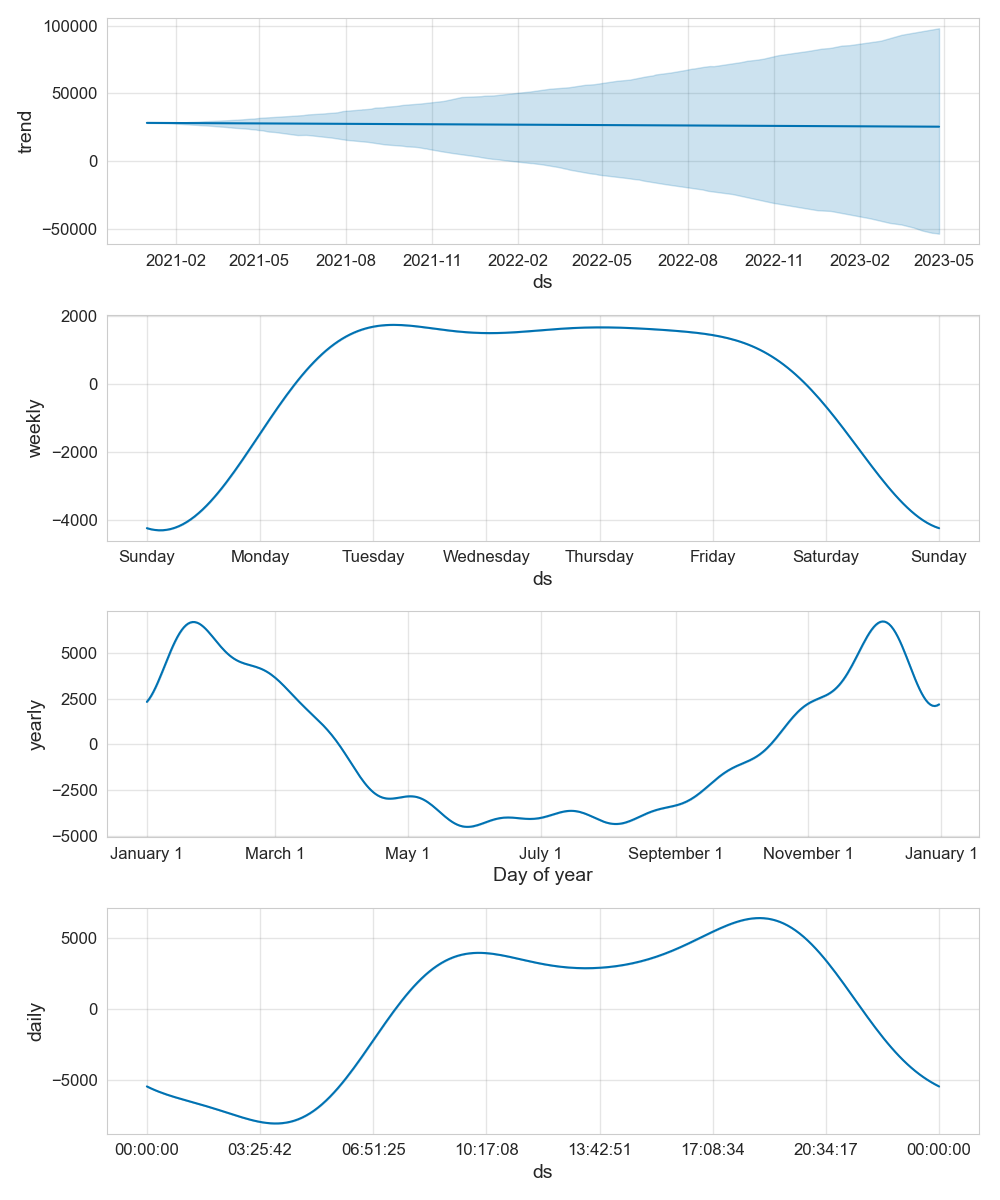 100000
50000
0
−50000
trend
2021-02 2021-05 2021-08 2021-11 2022-02 2022-05 2022-08 2022-11 2023-02 2023-05
ds
2000
0
−2000
−4000
weekly
Sunday Monday Tuesday Wednesday Thursday Friday Saturday Sunday
ds
5000
2500
0
−2500
−5000
yearly
January 1 March 1 May 1 July 1 September 1 November 1 January 1
Day of year
5000
0
−5000
daily
00:00:00 03:25:42 06:51:25 10:17:08 13:42:51 17:08:34 20:34:17 00:00:00
ds